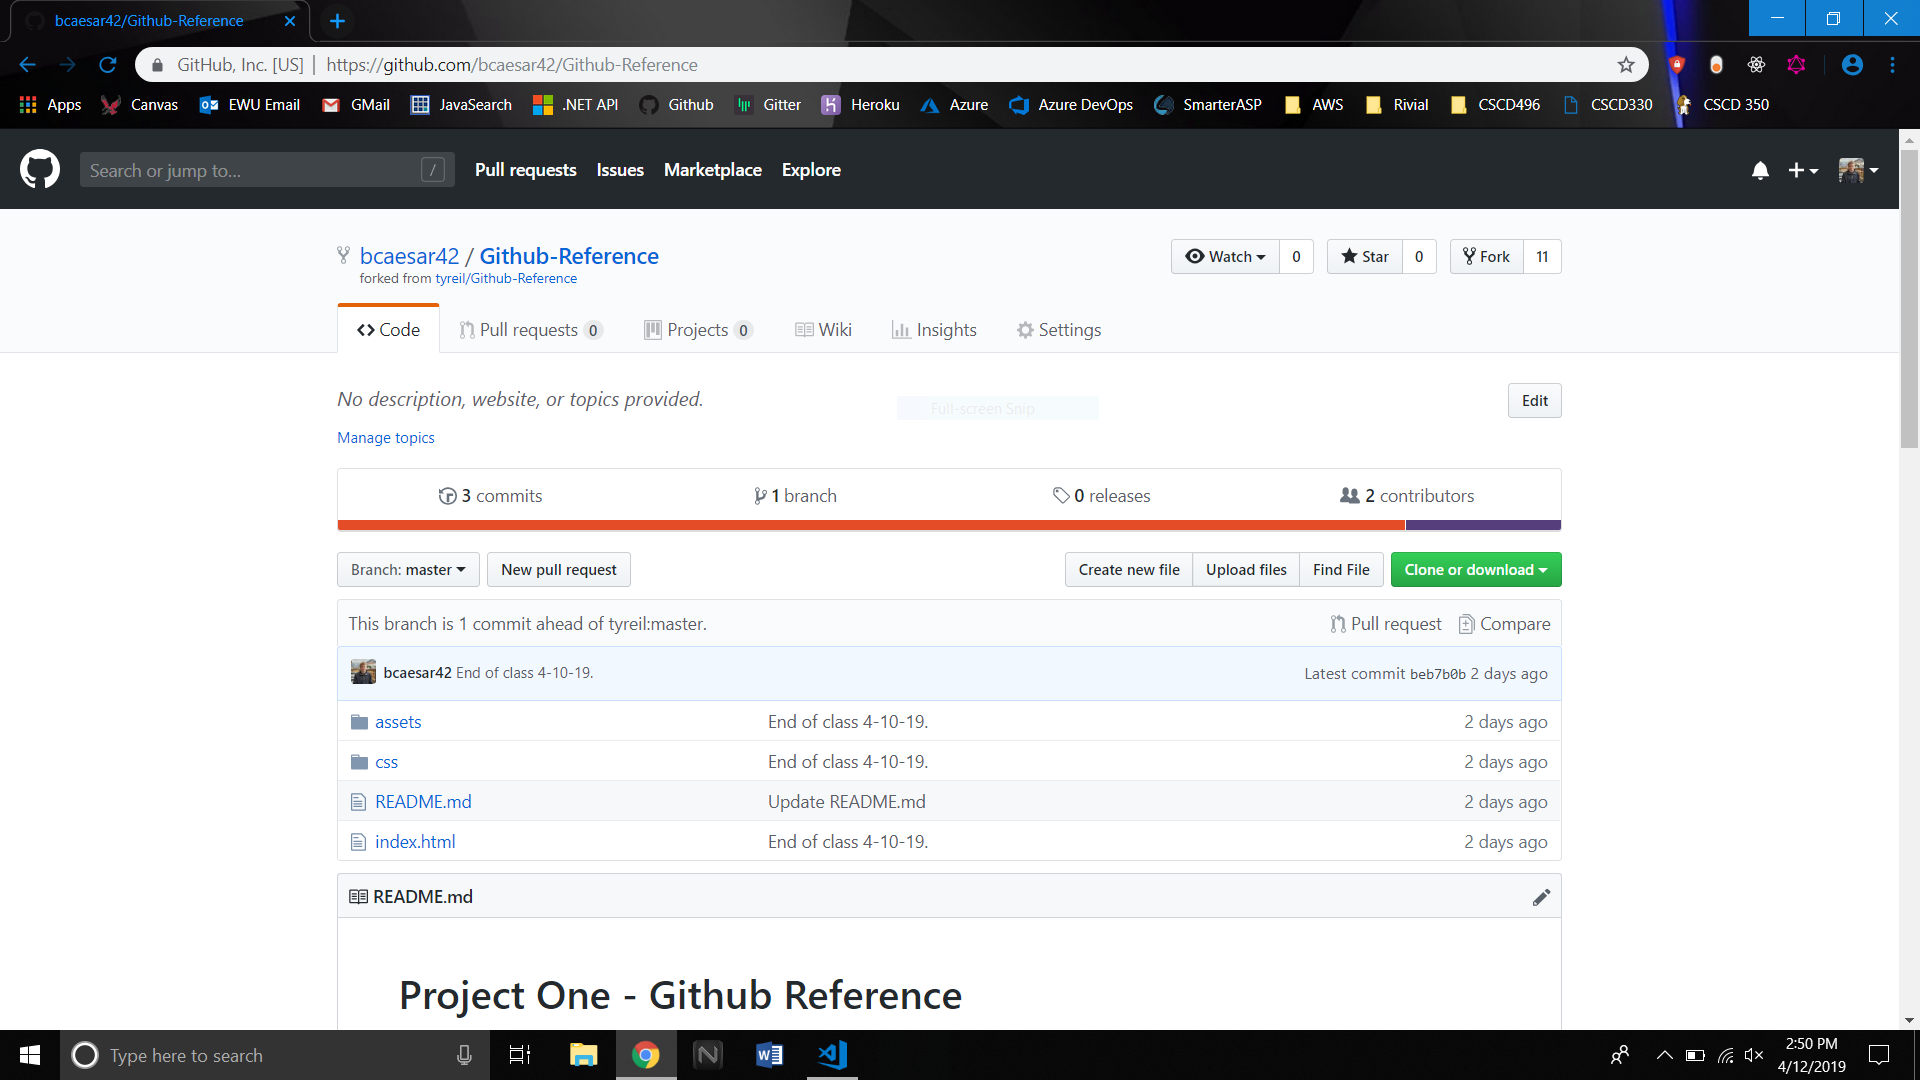 bcaesar42/Github-Reference
GitHub, Inc. [US] | https://github.com/bcaesar42/Github-Reference
Apps Canvas EWU Email GMail JavaSearch .NET API Github Gitter Heroku Azure Azure DevOps SmarterASP AWS Rivial CSCD496 CSCD330 CSCD 350
Search or jump to... / Pull requests Issues Marketplace Explore
bcaesar42 / Github-Reference Watch 0 Star 0 Fork 11
forked from tyreil/Github-Reference
Code Pull requests 0 Projects 0 Wiki Insights Settings
No description, website, or topics provided. Edit
Full-screen Snip
Manage topics
3 commits 1 branch 0 releases 2 contributors
Branch: master New pull request Create new file Upload files Find File Clone or download
This branch is 1 commit ahead of tyreil:master. Pull request Compare
bcaesar42 End of class 4-10-19. Latest commit beb7b0b 2 days ago
assets End of class 4-10-19. 2 days ago
css End of class 4-10-19. 2 days ago
README.md Update README.md 2 days ago
index.html End of class 4-10-19. 2 days ago
README.md
Project One - Github Reference
Type here to search
2:50 PM
4/12/2019